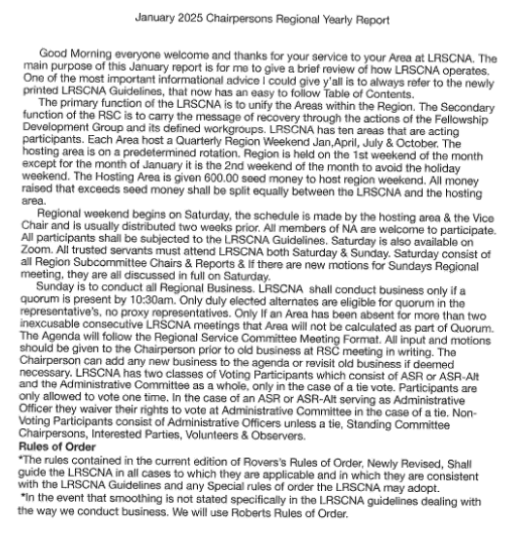 January 2025 Chairpersons Regional Yearly Report
Good Morning everyone welcome and thanks for your service to your Area at LRSCNA. The
main purpose of this January report is for me to give a brief review of how LRSCNA operates.
One of the most important informational advice I could give y'all is to always refer to the newly
printed LRSCNA Guidelines, that now has an easy to follow Table of Contents.
The primary function of the LRSCNA is to unify the Areas within the Region. The Secondary
function of the RSC is to carry the message of recovery through the actions of the Fellowship
Development Group and its defined workgroups. LRSCNA has ten areas that are acting
participants. Each Area host a Quarterly Region Weekend Jan,April, July & October. The
hosting area is on a predetermined rotation. Region is held on the 1st weekend of the month
except for the month of January it is the 2nd weekend of the month to avoid the holiday
weekend. The Hosting Area is given 600.00 seed money to host region weekend. All money
raised that exceeds seed money shall be split equally between the LRSCNA and the hosting
area.
Regional weekend begins on Saturday, the schedule is made by the hosting area & the Vice
Chair and is usually distributed two weeks prior. All members of NA are welcome to participate.
All participants shall be subjected to the LRSCNA Guidelines. Saturday is also available on
Zoom. All trusted servants must attend LRSCNA both Saturday & Sunday. Saturday consist of
all Region Subcommittee Chairs & Reports & If there are new motions for Sundays Regional
meeting, they are all discussed in full on Saturday.
Sunday is to conduct all Regional Business. LRSCNA shall conduct business only if a
quorum is present by 10:30am. Only duly elected alternates are eligible for quorum in the
representative's, no proxy representatives. Only If an Area has been absent for more than two
inexcusable consecutive LRSCNA meetings that Area will not be calculated as part of Quorum.
The Agenda will follow the Regional Service Committee Meeting Format. All input and motions
should be given to the Chairperson prior to old business at RSC meeting in writing. The
Chairperson can add any new business to the agenda or revisit old business if deemed
necessary. LRSCNA has two classes of Voting Participants which consist of ASR or ASR-Alt
and the Administrative Committee as a whole, only in the case of a tie vote. Participants are
only allowed to vote one time. In the case of an ASR or ASR-Alt serving as Administrative
Officer they waiver their rights to vote at Administrative Committee in the case of a tie. Non-
Voting Participants consist of Administrative Officers unless a tie, Standing Committee
Chairpersons, Interested Parties, Volunteers & Observers.
Rules of Order
*The rules contained in the current edition of Rovers's Rules of Order, Newly Revised, Shall
guide the LRSCNA in all cases to which they are applicable and in which they are consistent
with the LRSCNA Guidelines and any Special rules of order the LRSCNA may adopt.
*In the event that smoothing is not stated specifically in the LRSCNA guidelines dealing with
the way we conduct business. We will use Roberts Rules of Order.